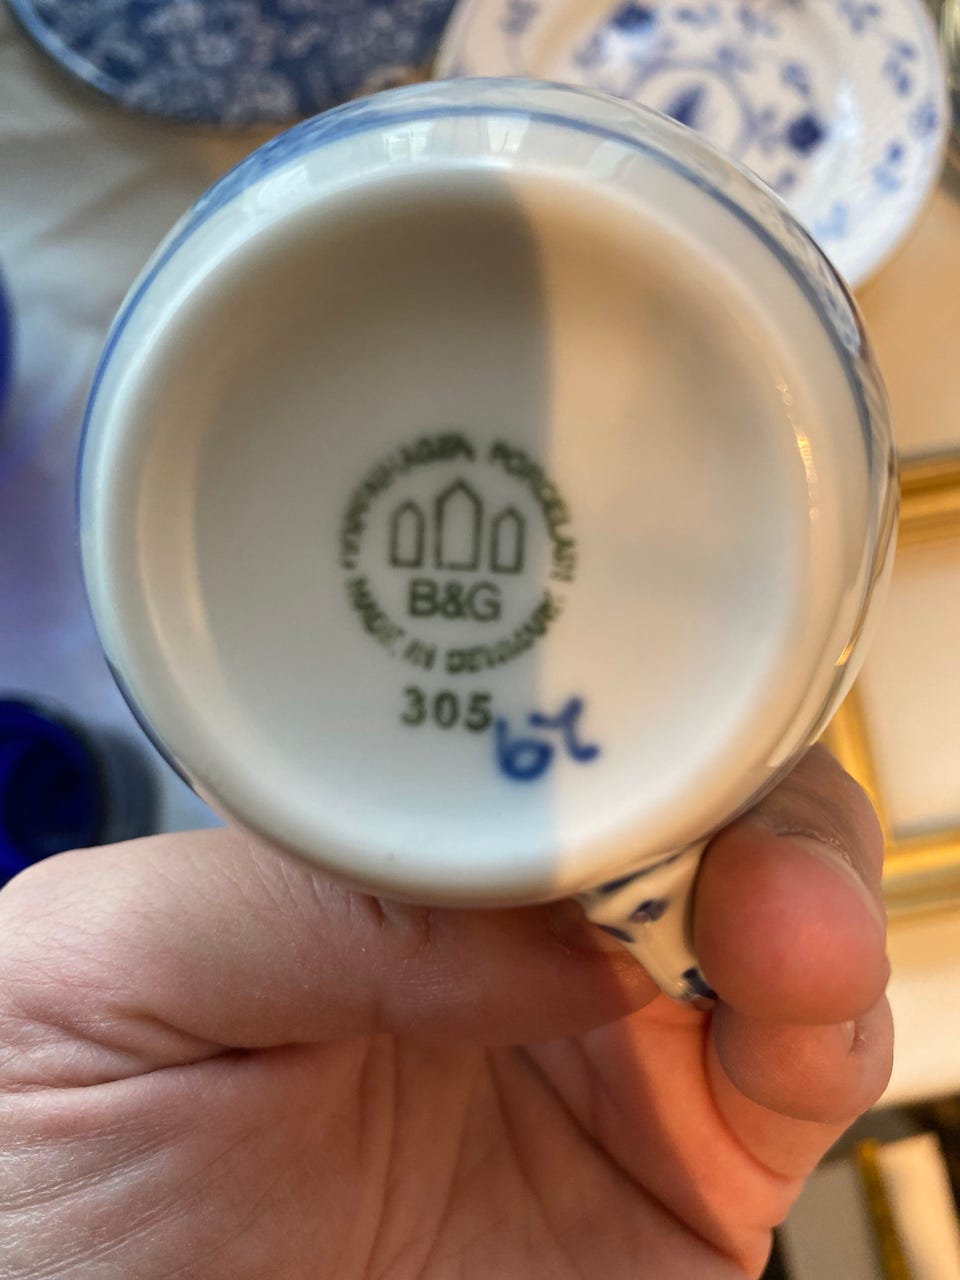 COPENHAGEN PORCELAIN
B&G
MADE IN DENMARK
305